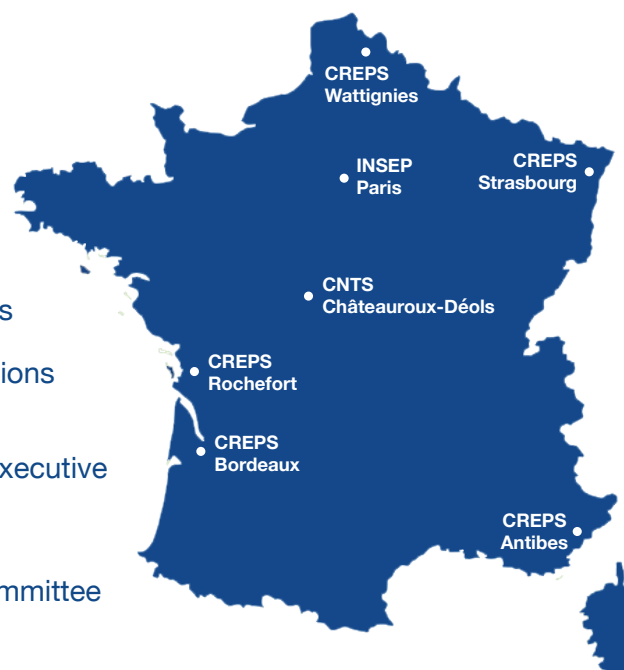 CREPS
Wattignies
INSEP
Paris
CREPS
Strasbourg
CNTS
Châteauroux-Déols
s
CREPS
Rochefort
ions
CREPS
Bordeaux
xecutive
CREPS
Antibes
mmittee